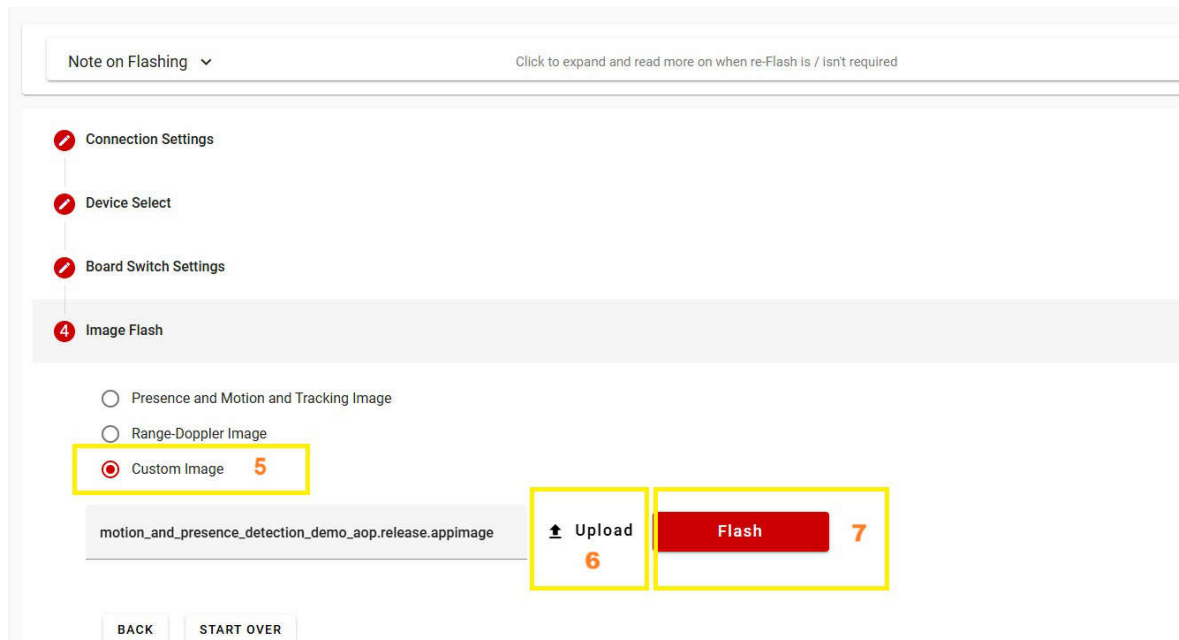 Note on Flashing
Click to expand and read more on when re-Flash is / isn't required
Connection Settings
Device Select
Board Switch Settings
4 Image Flash
Presence and Motion and Tracking Image
Range-Doppler Image
Custom Image 5
motion_and_presence_detection_demo_aop.release.appimage Upload Flash 7
6
BACK START OVER